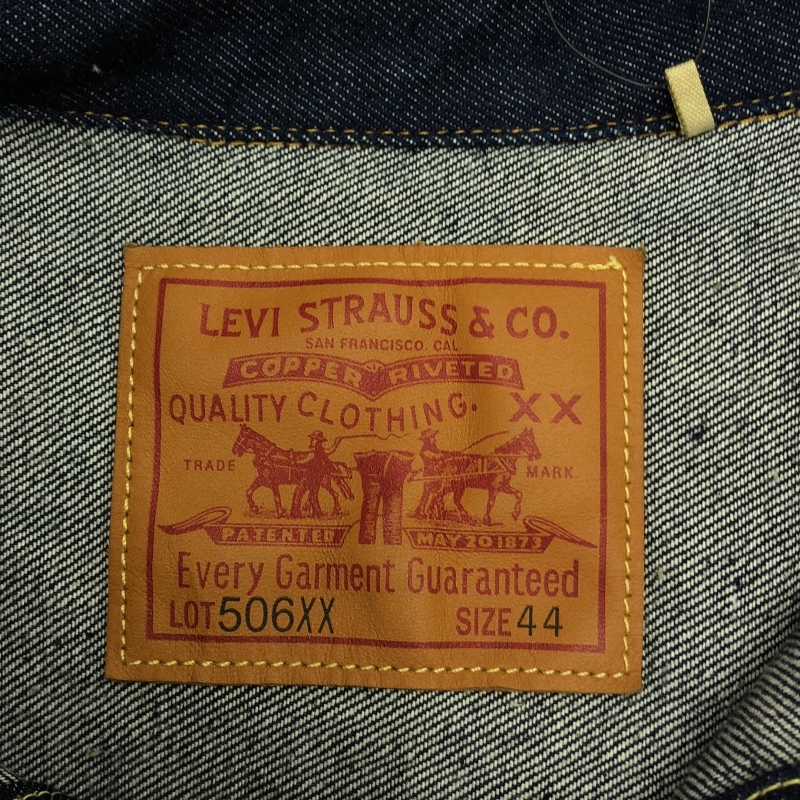 LEVI STRAUSS & CO.
SAN FRANCISCO. CAL
COPPER RIVETED
QUALITY CLOTHING. XX
TRADE MARK
PATENTED MAY 20 1873
Every Garment Guaranteed
LOT 506XX SIZE 44